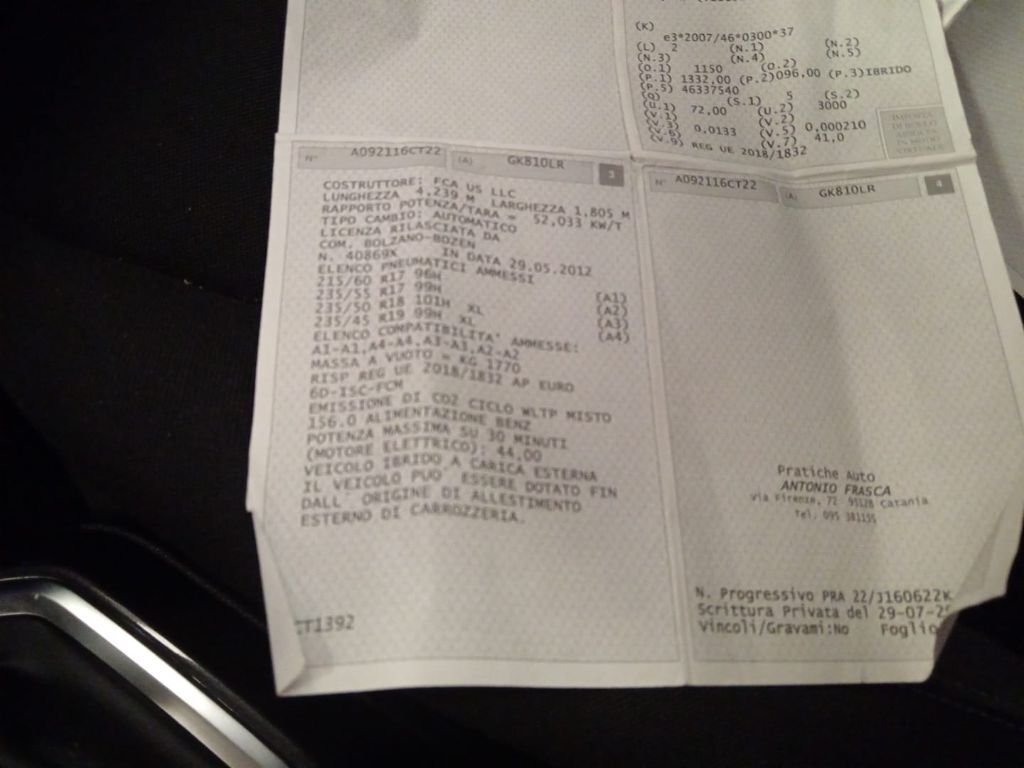 (K)
e3*2007/46*0300*37
(L) 2 (N.1) (N.2)
(N.3) (N.4) (N.5)
(O.1) 1150 (O.2)
(P.1) 1332,00 (P.2)096,00 (P.3)IBRIDO
(P.5) 46337540
(Q) (S.1) 5 (S.2)
(U.1) 72,00 (U.2) 3000
(V.1) (V.2)
(V.3) 0,0133 (V.5) 0,000210
(V.6) (V.7) 41,0
(V.9) REG UE 2018/1832
IMPOSTA
DI BOLLO
ASSOLTA
IN MODO
VIRTUALE
N° A092116CT22 (A) GK810LR 3
COSTRUTTORE: FCA US LLC
LUNGHEZZA 4,239 M LARGHEZZA 1,805 M
RAPPORTO POTENZA/TARA = 52,033 KW/T
TIPO CAMBIO: AUTOMATICO
LICENZA RILASCIATA DA
COM. BOLZANO-BOZEN
N. 40869X IN DATA 29.05.2012
ELENCO PNEUMATICI AMMESSI
215/60 R17 96H (A1)
235/55 R17 99H (A2)
235/50 R18 101H XL (A3)
235/45 R19 99H XL (A4)
ELENCO COMPATIBILITA' AMMESSE:
A1-A1,A4-A4,A3-A3,A2-A2
MASSA A VUOTO = KG 1770
RISP REG UE 2018/1832 AP EURO
6D-ISC-FCM
EMISSIONE DI CO2 CICLO WLTP MISTO
156.0 ALIMENTAZIONE BENZ
POTENZA MASSIMA SU 30 MINUTI
(MOTORE ELETTRICO): 44,00
VEICOLO IBRIDO A CARICA ESTERNA
IL VEICOLO PUO' ESSERE DOTATO FIN
DALL' ORIGINE DI ALLESTIMENTO
ESTERNO DI CARROZZERIA.
CT1392
N° A092116CT22 (A) GK810LR 4
Pratiche Auto
ANTONIO FRASCA
Via Firenze, 72 95128 Catania
Tel. 095 381155
N. Progressivo PRA 22/J160622K
Scrittura Privata del 29-07-2
Vincoli/Gravami:No Foglio